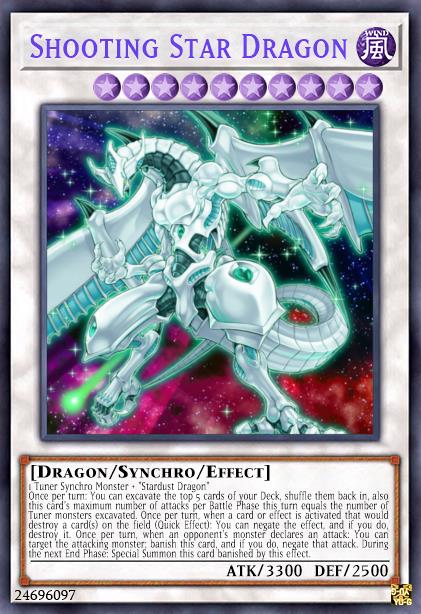 SHOOTING STAR DRAGON
WIND
風
[DRAGON/SYNCHRO/EFFECT]
1 Tuner Synchro Monster + "Stardust Dragon"
Once per turn: You can excavate the top 5 cards of your Deck, shuffle them back in, also
this card's maximum number of attacks per Battle Phase this turn equals the number of
Tuner monsters excavated. Once per turn, when a card or effect is activated that would
destroy a card(s) on the field (Quick Effect): You can negate the effect, and if you do,
destroy it. Once per turn, when an opponent's monster declares an attack: You can
target the attacking monster; banish this card, and if you do, negate that attack. During
the next End Phase: Special Summon this card banished by this effect.
ATK/3300 DEF/2500
24696097